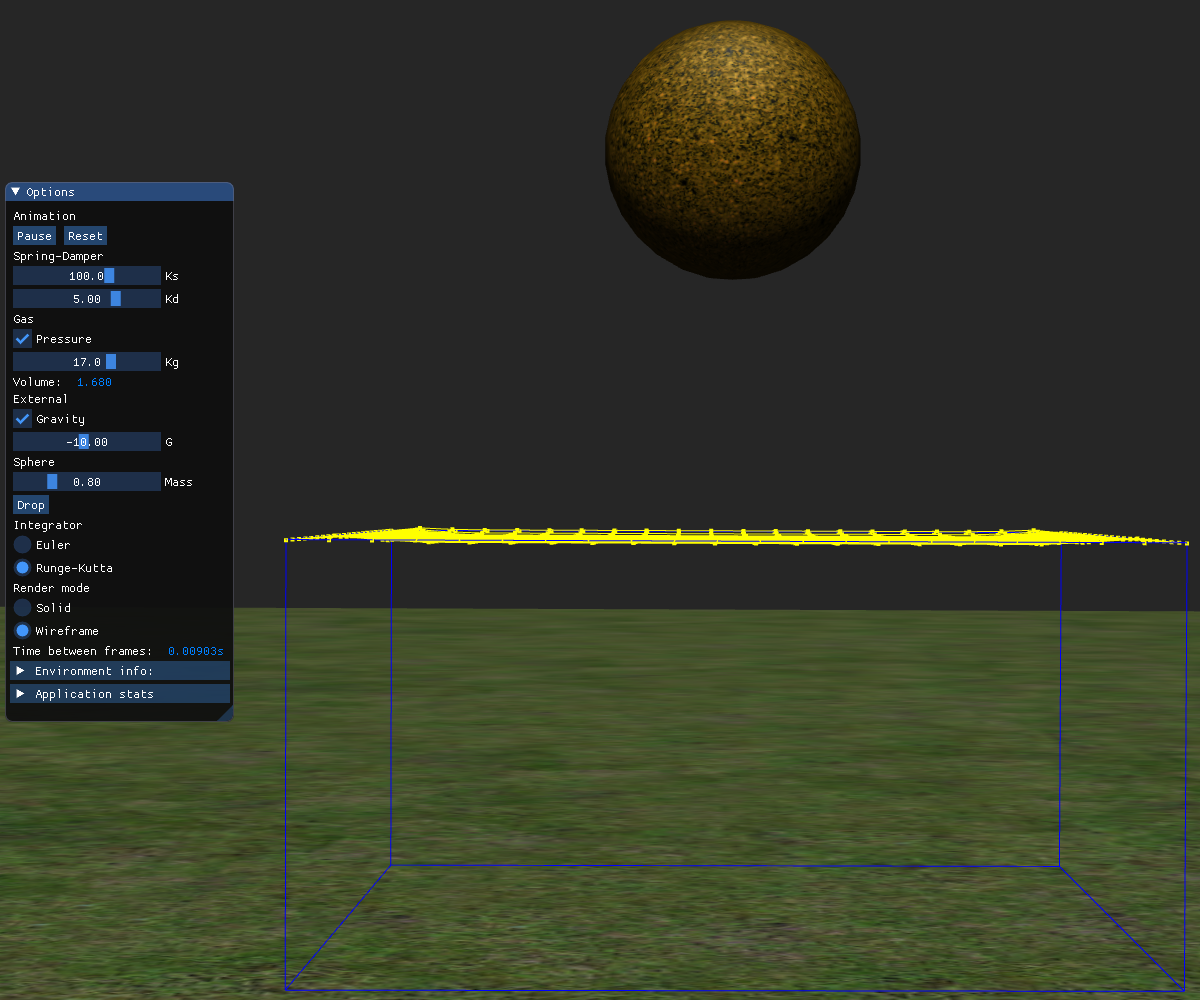 Options
Animation
Pause Reset
Spring-Damper
100.0 Ks
5.00 Kd
Gas
Pressure
17.0 Kg
Volume: 1.680
External
Gravity
-10.00 G
Sphere
0.80 Mass
Drop
Integrator
Euler
Runge-Kutta
Render mode
Solid
Wireframe
Time between frames: 0.00903s
Environment info:
Application stats